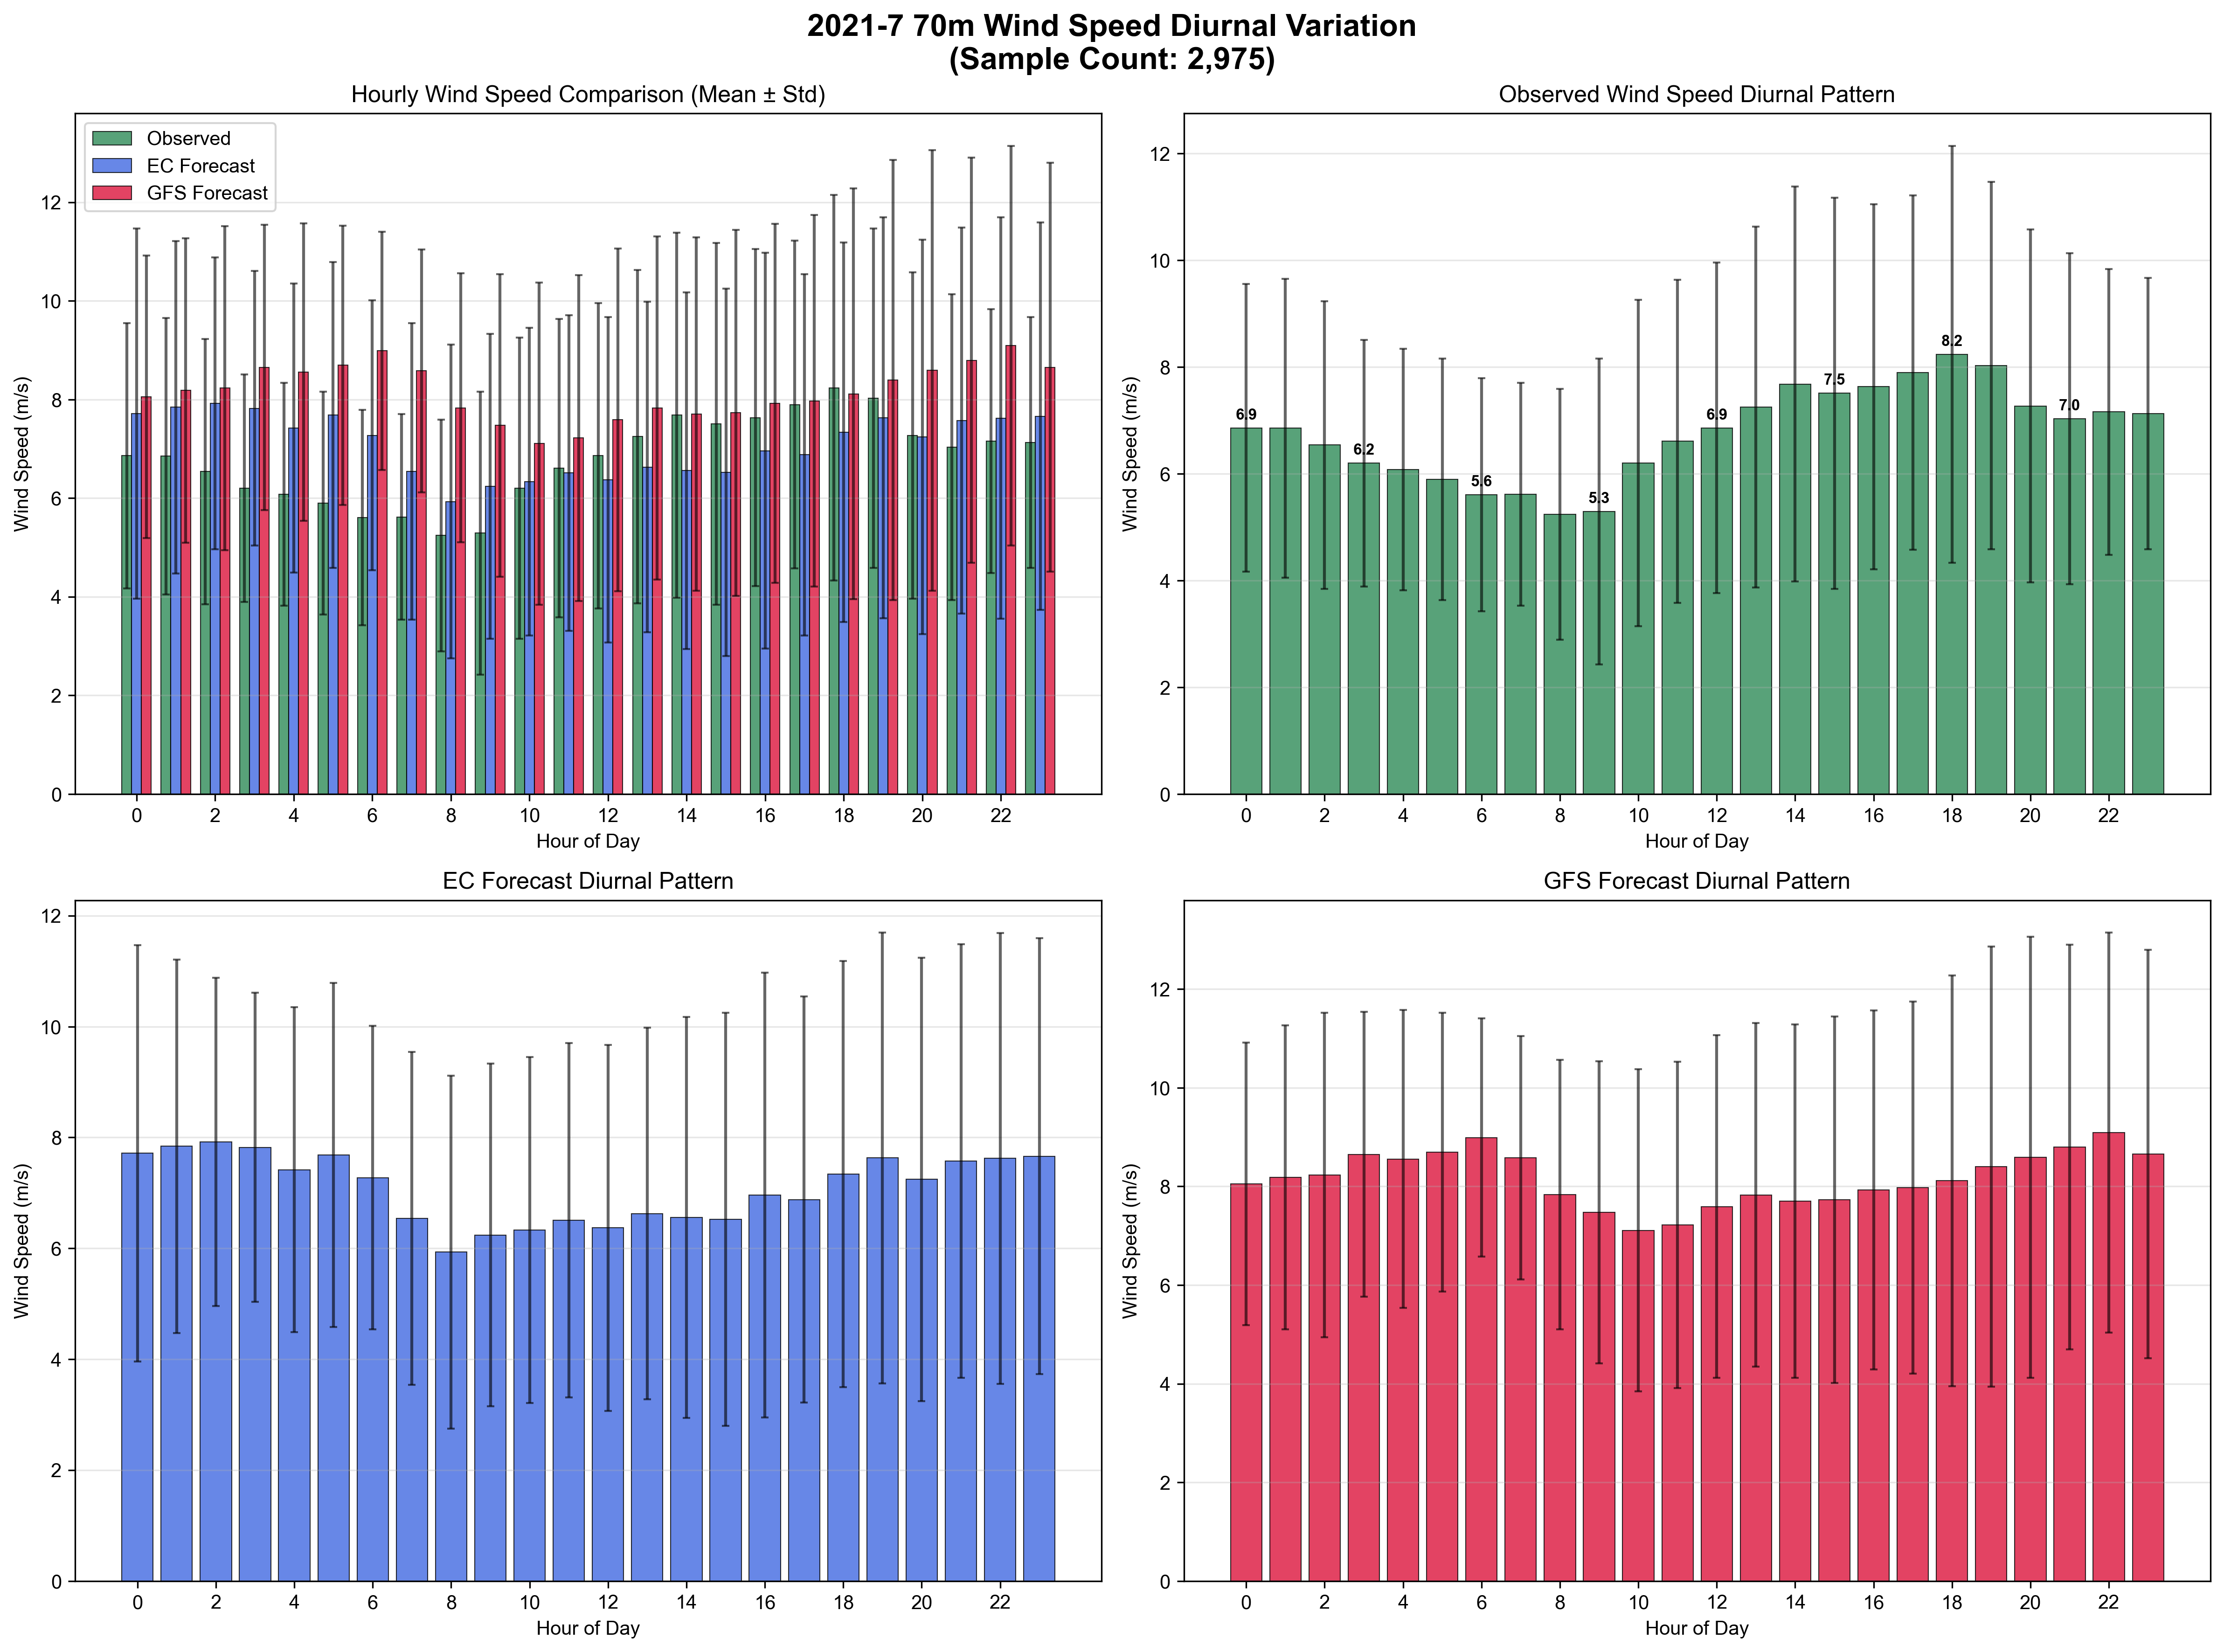 2021-7 70m Wind Speed Diurnal Variation
(Sample Count: 2,975)
Hourly Wind Speed Comparison (Mean ± Std)
Observed
EC Forecast
GFS Forecast
Wind Speed (m/s)
12
10
8
6
4
2
0
0 2 4 6 8 10 12 14 16 18 20 22
Hour of Day
Observed Wind Speed Diurnal Pattern
Wind Speed (m/s)
12
10
8
6
4
2
0
6.9 6.2 5.6 5.3 6.9 7.5 8.2 7.0
0 2 4 6 8 10 12 14 16 18 20 22
Hour of Day
EC Forecast Diurnal Pattern
Wind Speed (m/s)
12
10
8
6
4
2
0
0 2 4 6 8 10 12 14 16 18 20 22
Hour of Day
GFS Forecast Diurnal Pattern
Wind Speed (m/s)
12
10
8
6
4
2
0
0 2 4 6 8 10 12 14 16 18 20 22
Hour of Day